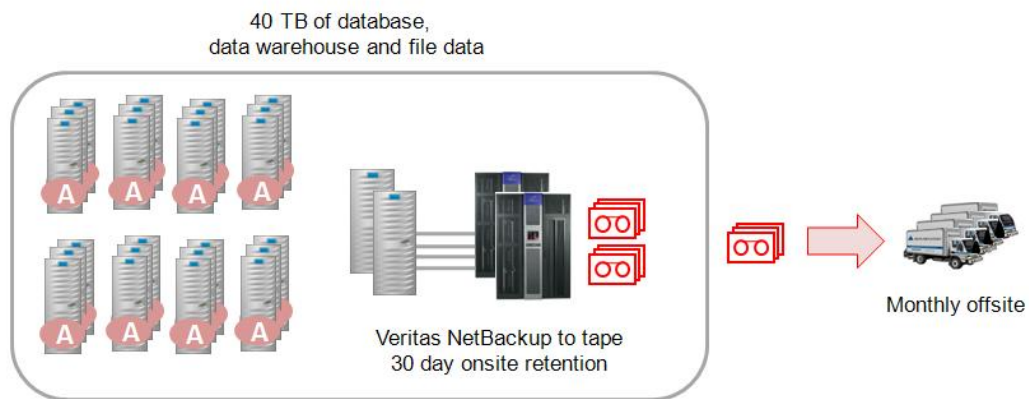 40 TB of database,
data warehouse and file data
A A A A
A A A A
Veritas NetBackup to tape
30 day onsite retention
Monthly offsite